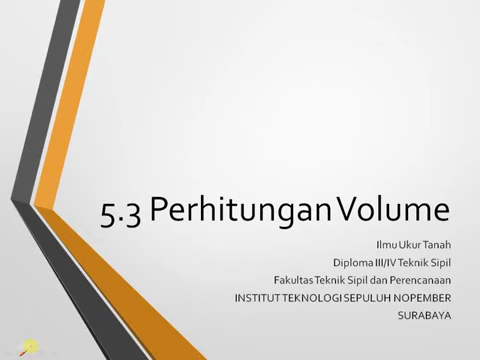 5.3 Perhitungan Volume
Ilmu Ukur Tanah
Diploma III/IV Teknik Sipil
Fakultas Teknik Sipil dan Perencanaan
INSTITUT TEKNOLOGI SEPULUH NOPEMBER
SURABAYA